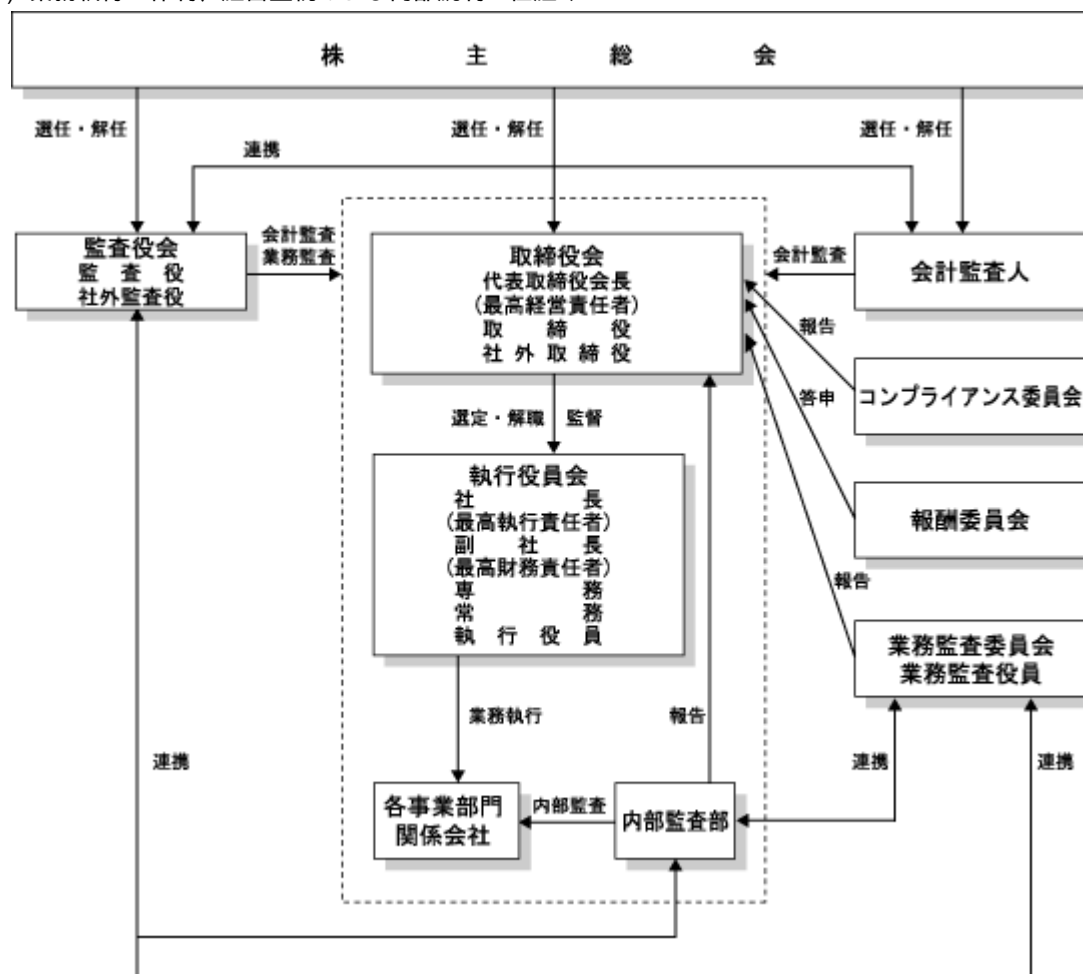 株主総会
選任・解任
選任・解任
選任・解任
連携
監査役会
監査役
社外監査役
会計監査
業務監査
取締役会
代表取締役会長
(最高経営責任者)
取締役
社外取締役
会計監査
会計監査人
報告
コンプライアンス委員会
答申
選定・解職
監督
執行役員会
社長
(最高執行責任者)
副社長
(最高財務責任者)
専務
常務
執行役員
報酬委員会
報告
業務監査委員会
業務監査役員
業務執行
報告
連携
連携
連携
各事業部門
関係会社
内部監査
内部監査部